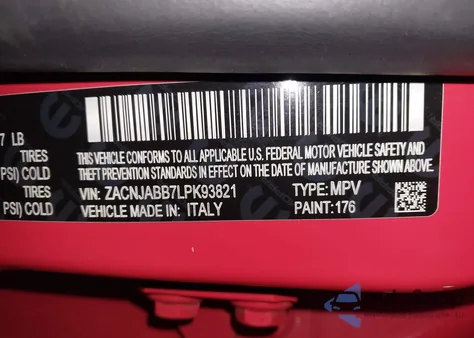 7 LB
TIRES
PSI) COLD
TIRES
PSI) COLD
THIS VEHICLE CONFORMS TO ALL APPLICABLE U.S. FEDERAL MOTOR VEHICLE SAFETY AND
THEFT PREVENTION STANDARDS IN EFFECT ON THE DATE OF MANUFACTURE SHOWN ABOVE.
VIN: ZACNJABB7LPK93821 TYPE: MPV
VEHICLE MADE IN: ITALY PAINT: 176